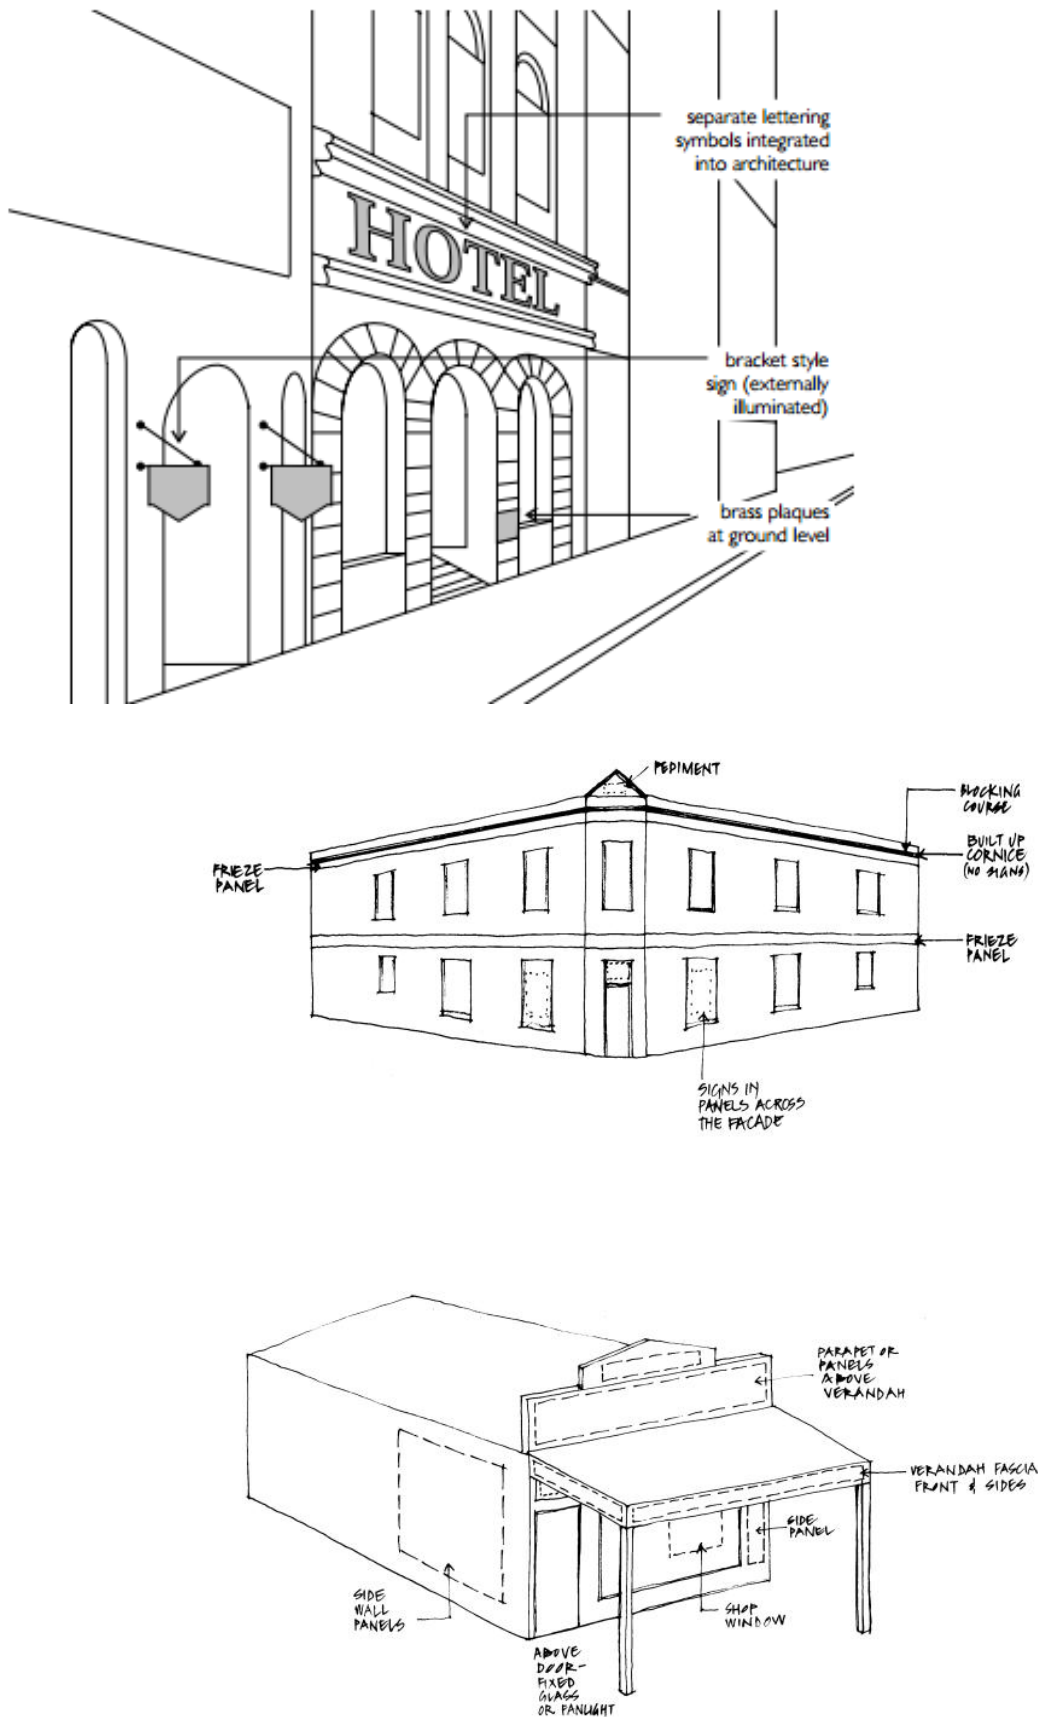 separate lettering
symbols integrated
into architecture
HOTEL
bracket style
sign (externally
illuminated)
brass plaques
at ground level
PEDIMENT
BLOCKING
COURSE
BUILT UP
CORNICE
(NO SIGNS)
FRIEZE
PANEL
FRIEZE
PANEL
SIGNS IN
PANELS ACROSS
THE FACADE
PARAPET OR
PANELS
ABOVE
VERANDAH
VERANDAH FASCIA
FRONT & SIDES
SIDE
PANEL
SIDE
WALL
PANELS
SHOP
WINDOW
ABOVE
DOOR-
FIXED
GLASS
OR FANLIGHT